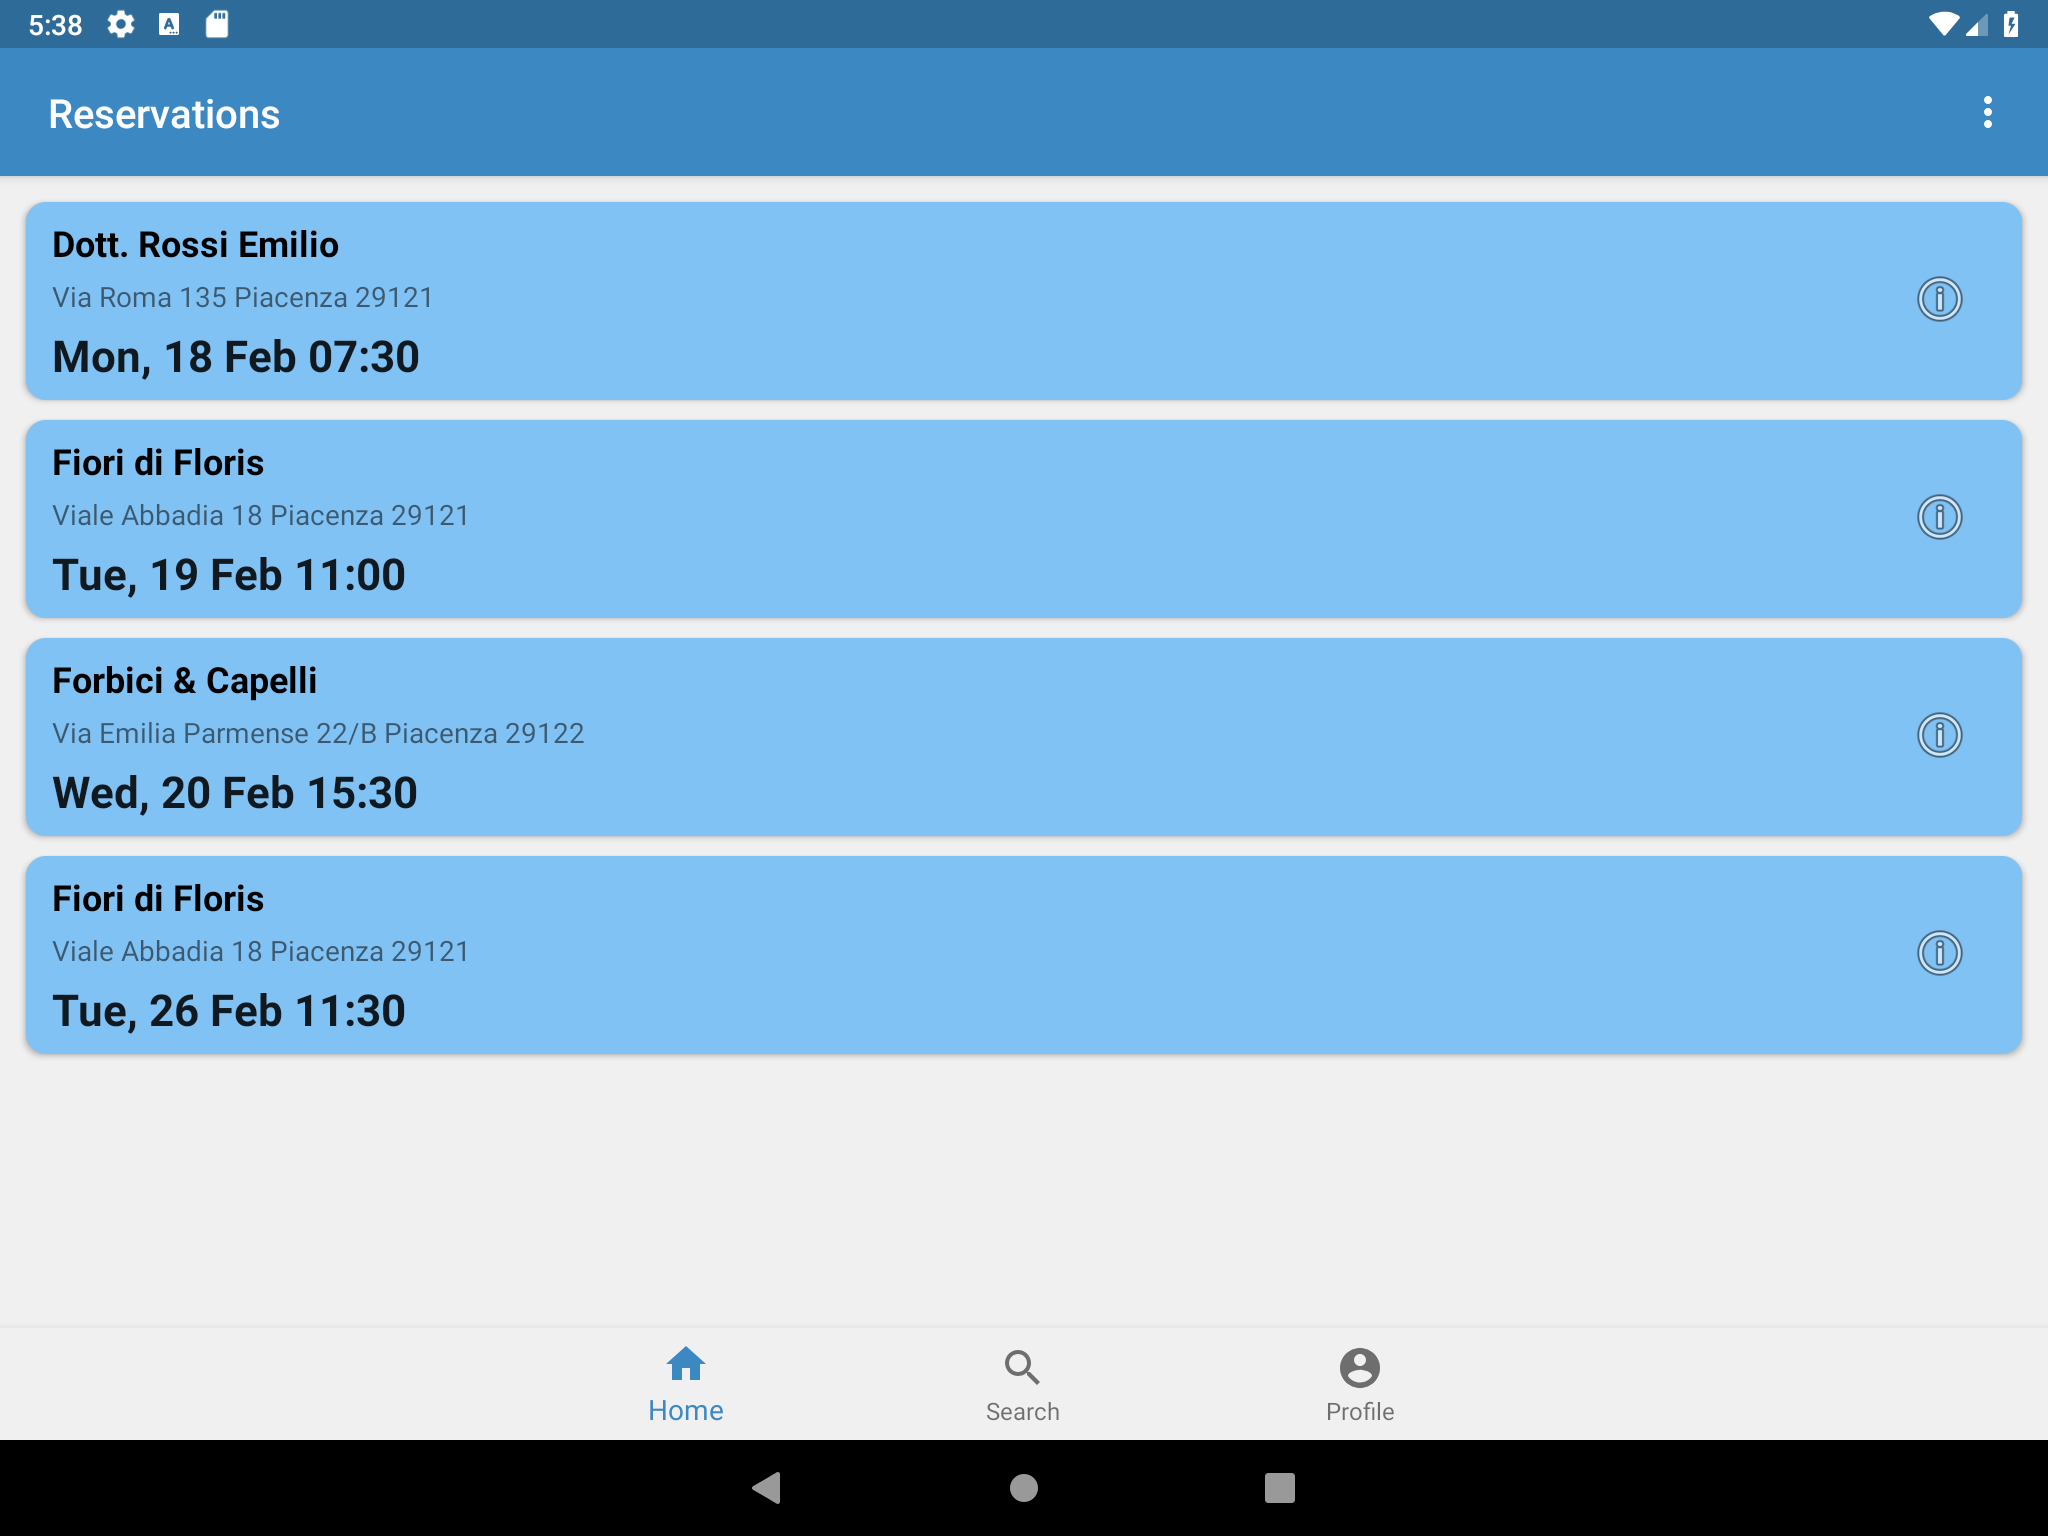 5:38
Reservations
Dott. Rossi Emilio
Via Roma 135 Piacenza 29121
Mon, 18 Feb 07:30
Fiori di Floris
Viale Abbadia 18 Piacenza 29121
Tue, 19 Feb 11:00
Forbici & Capelli
Via Emilia Parmense 22/B Piacenza 29122
Wed, 20 Feb 15:30
Fiori di Floris
Viale Abbadia 18 Piacenza 29121
Tue, 26 Feb 11:30
Home
Search
Profile